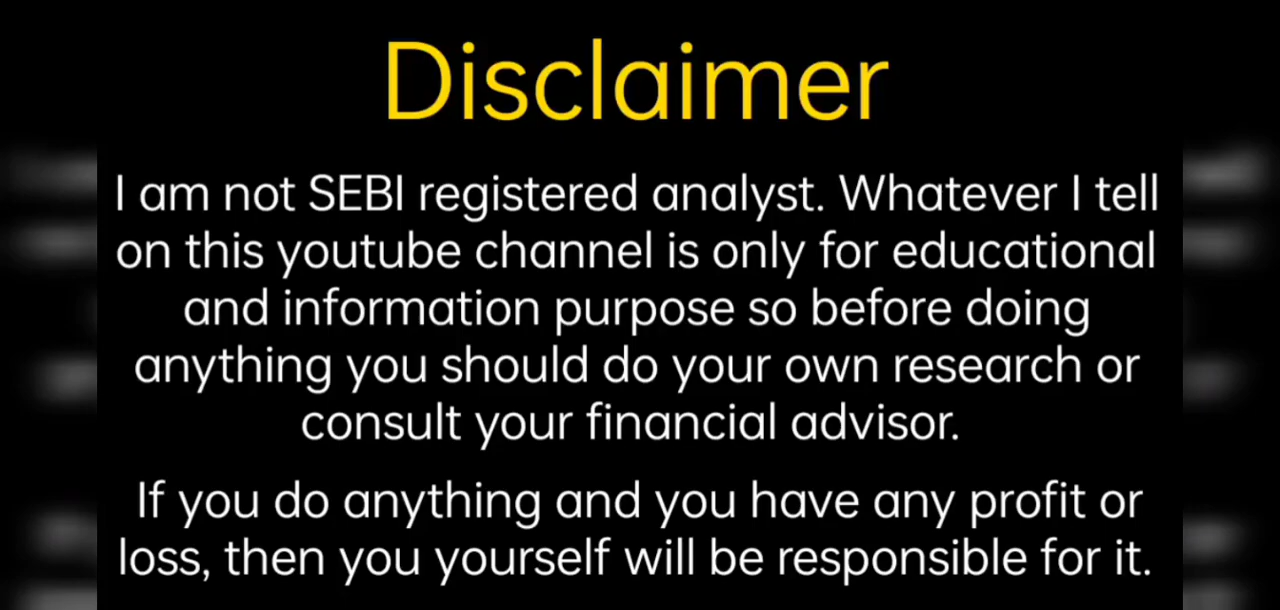 Disclaimer
I am not SEBI registered analyst. Whatever I tell
on this youtube channel is only for educational
and information purpose so before doing
anything you should do your own research or
consult your financial advisor.
If you do anything and you have any profit or
loss, then you yourself will be responsible for it.